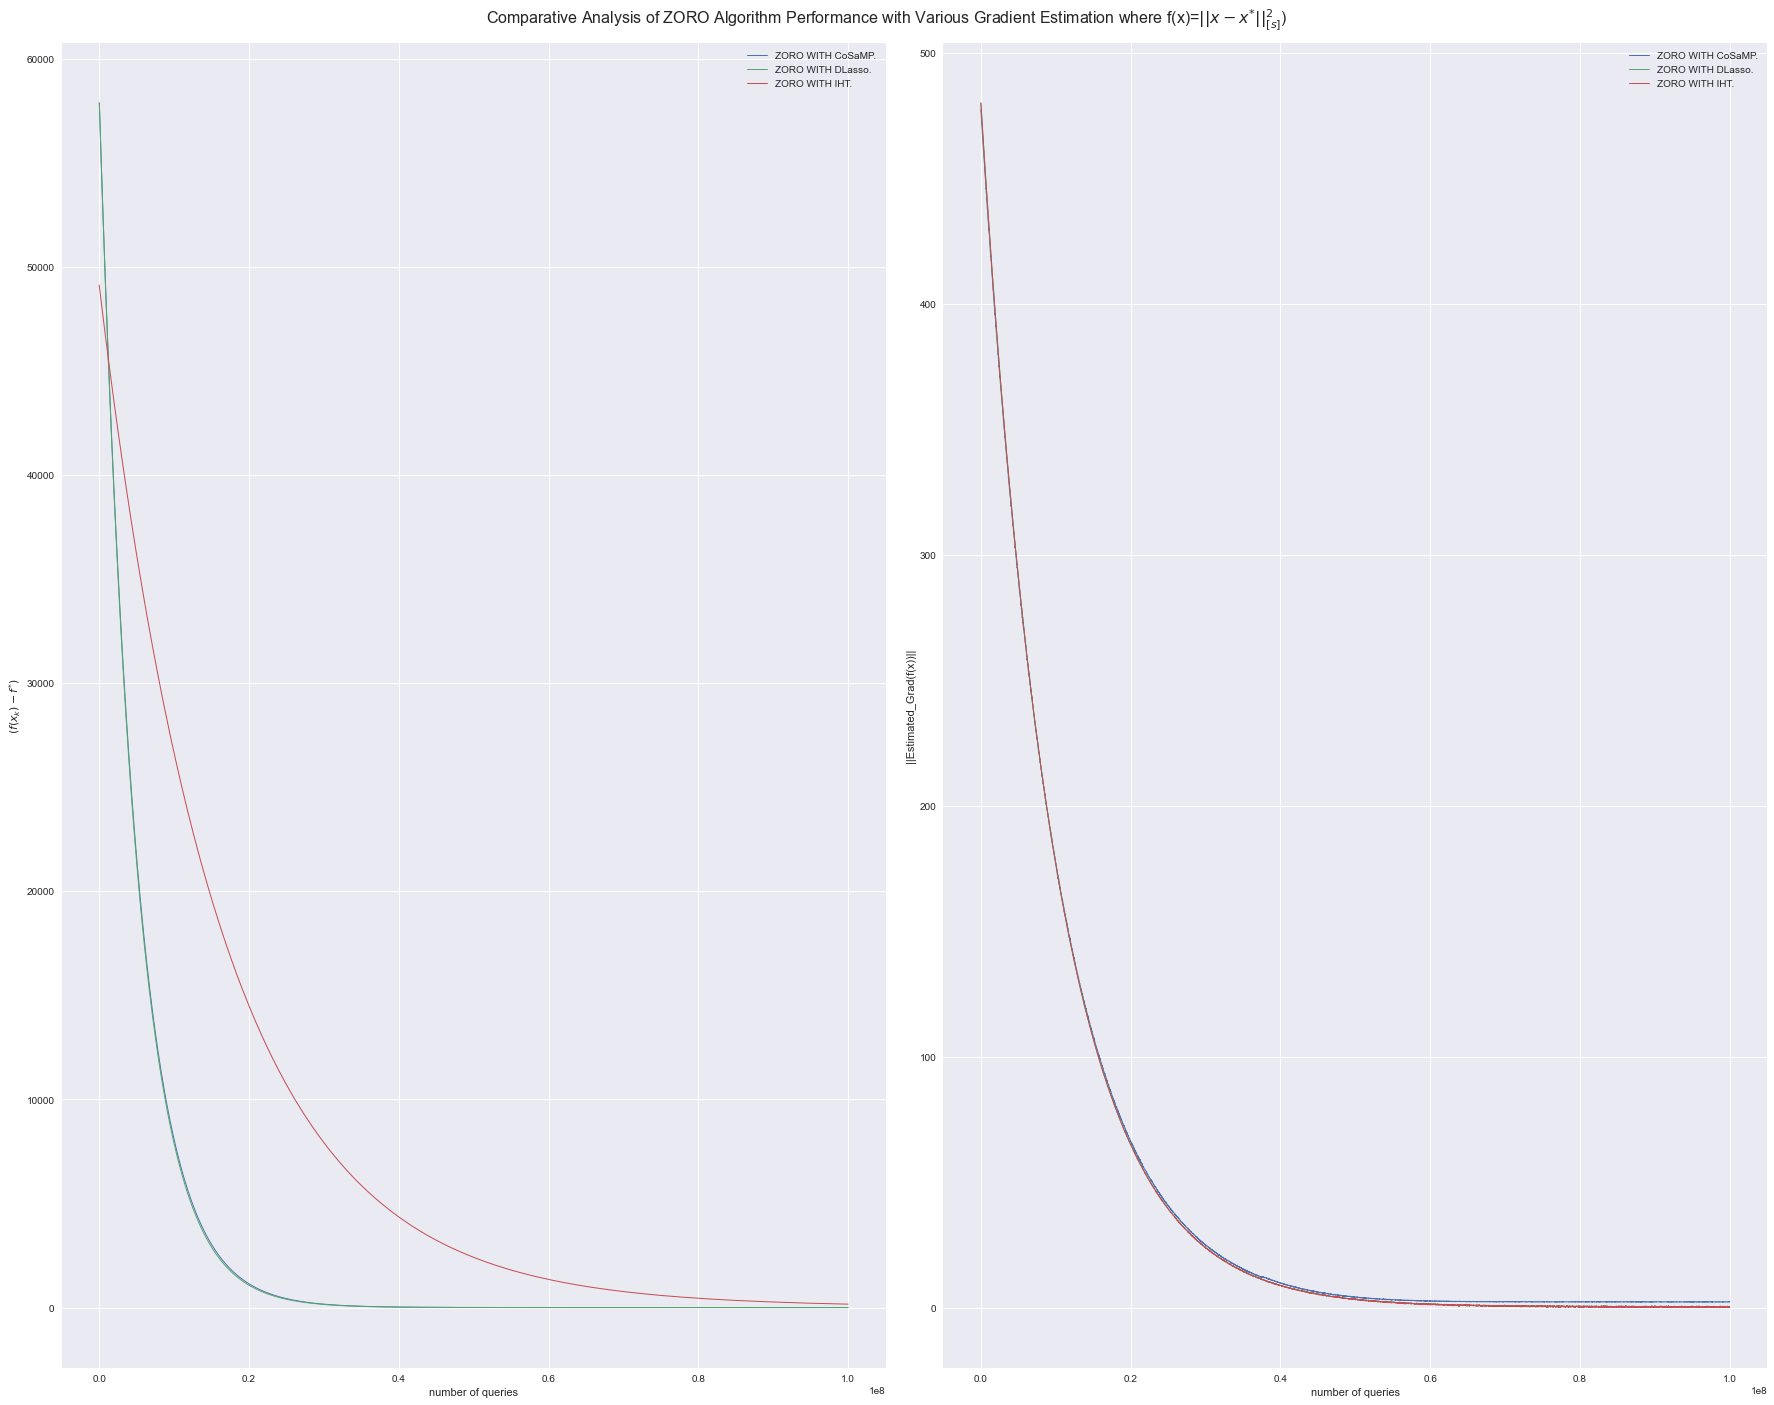 Comparative Analysis of ZORO Algorithm Performance with Various Gradient Estimation where f(x)=||x − x*||²[s])
60000
50000
40000
30000
20000
10000
0
(f(xk) − f*)
ZORO WITH CoSaMP.
ZORO WITH DLasso.
ZORO WITH IHT.
0.0 0.2 0.4 0.6 0.8 1.0
1e8
number of queries
500
400
300
200
100
0
||Estimated_Grad(f(x))||
ZORO WITH CoSaMP.
ZORO WITH DLasso.
ZORO WITH IHT.
0.0 0.2 0.4 0.6 0.8 1.0
1e8
number of queries